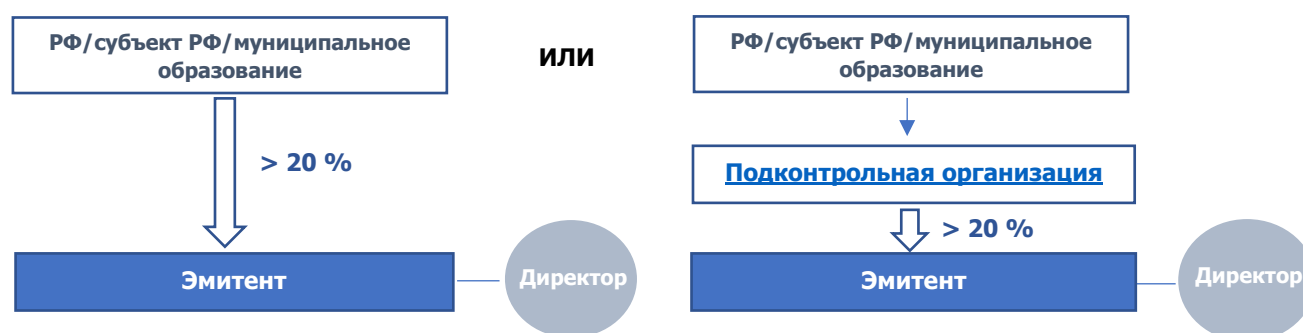 РФ/субъект РФ/муниципальное
образование
> 20 %
Эмитент
Директор
или
РФ/субъект РФ/муниципальное
образование
Подконтрольная организация
> 20 %
Эмитент
Директор